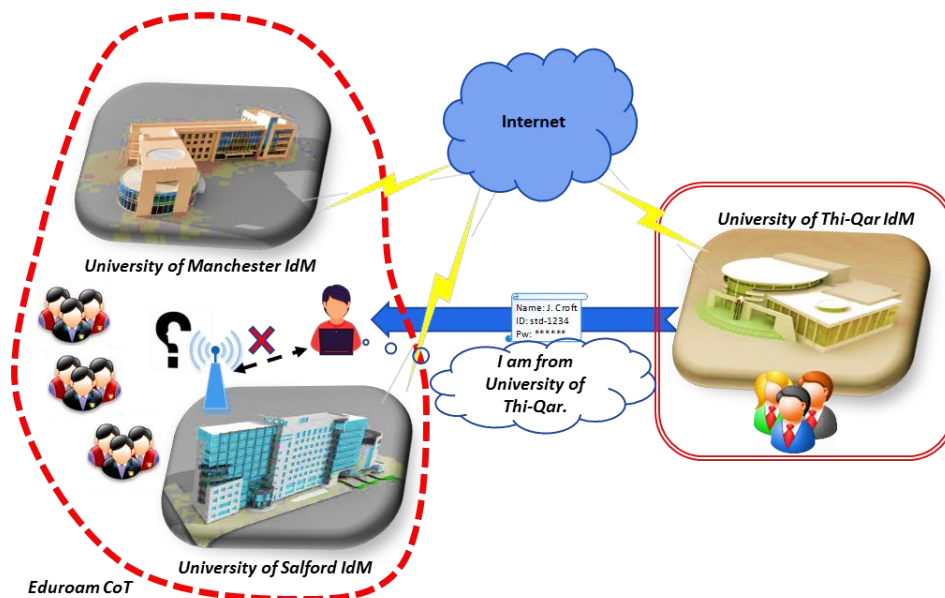 Internet
University of Thi-Qar IdM
University of Manchester IdM
Name: J. Croft
ID: std-1234
Pw: ******
?
I am from
University of
Thi-Qar.
University of Salford IdM
Eduroam CoT